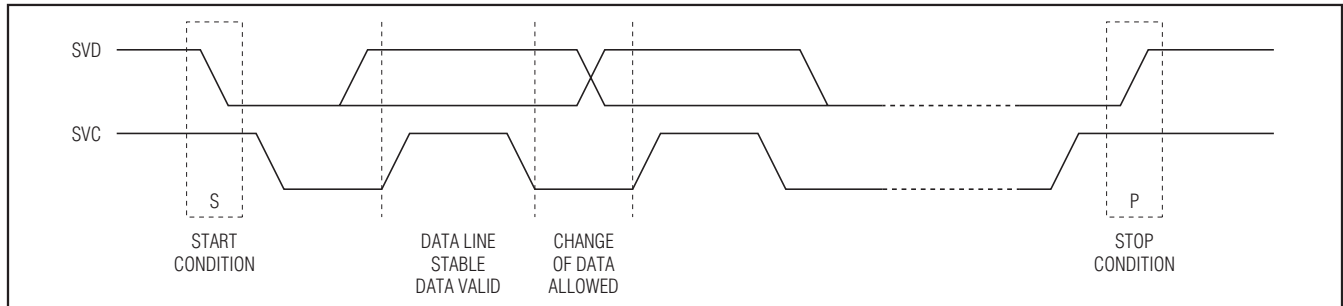 SVD
SVC
S
P
START
CONDITION
DATA LINE
STABLE
DATA VALID
CHANGE
OF DATA
ALLOWED
STOP
CONDITION